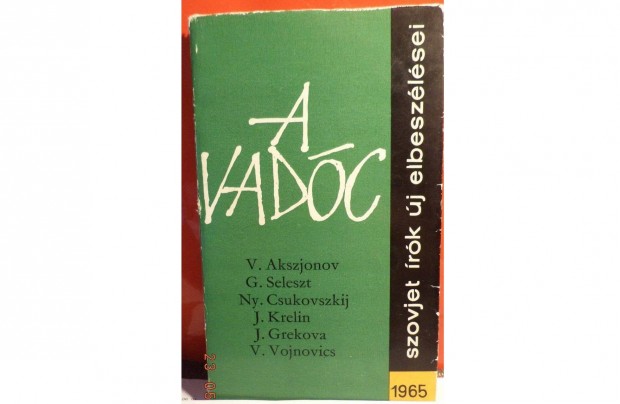 A
VADÓC
V. Akszjonov
G. Seleszt
Ny. Csukovszkij
J. Krelin
J. Grekova
V. Vojnovics
szovjet írók új elbeszélései
1965